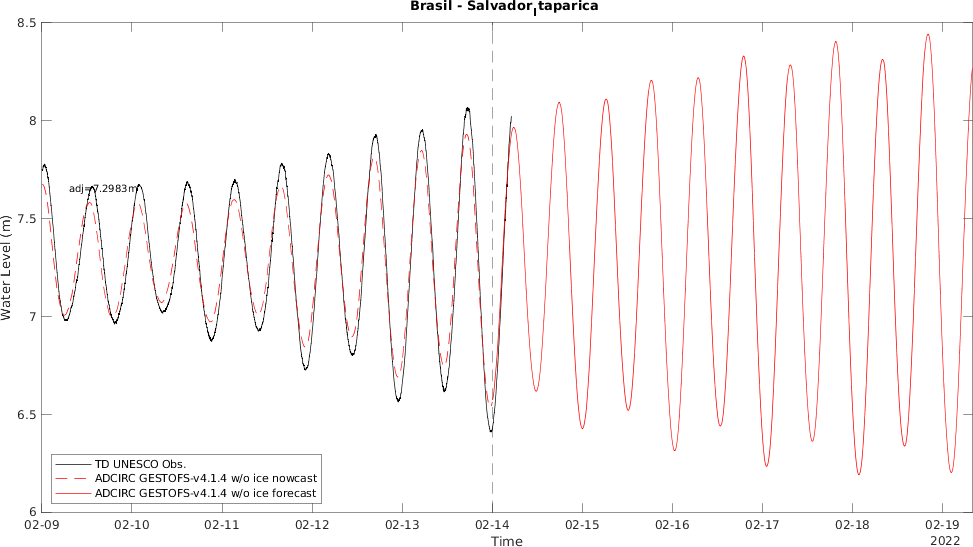 Brasil - Salvador_Itaparica
8.5
8
7.5
7
6.5
6
Water Level (m)
adj= 7.2983m
TD UNESCO Obs.
ADCIRC GESTOFS-v4.1.4 w/o ice nowcast
ADCIRC GESTOFS-v4.1.4 w/o ice forecast
02-09 02-10 02-11 02-12 02-13 02-14 02-15 02-16 02-17 02-18 02-19
2022
Time